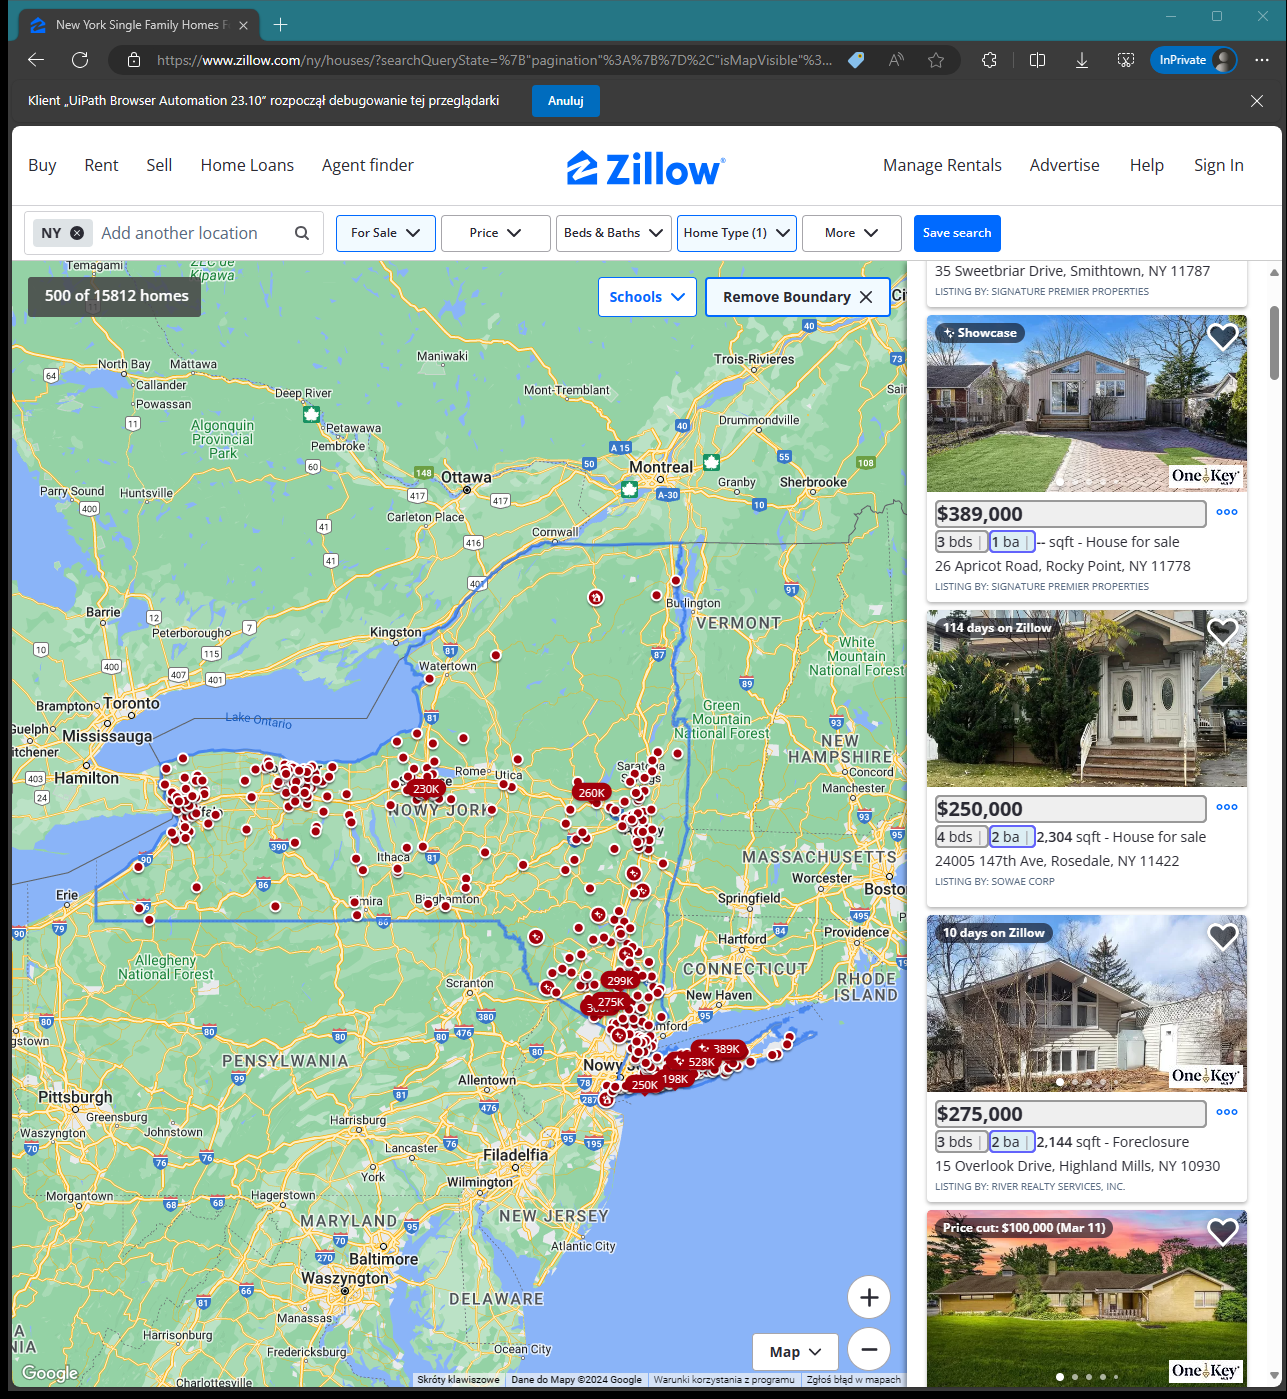 New York Single Family Homes F
https://www.zillow.com/ny/houses/?searchQueryState=%7B"pagination"%3A%7B%7D%2C"isMapVisible"%3...
InPrivate
Klient „UiPath Browser Automation 23.10” rozpoczął debugowanie tej przeglądarki
Anuluj
Buy Rent Sell Home Loans Agent finder
Zillow
Manage Rentals Advertise Help Sign In
NY
Add another location
For Sale
Price
Beds & Baths
Home Type (1)
More
Save search
500 of 15812 homes
Schools
Remove Boundary
Temagami
North Bay
Mattawa
Callander
Powassan
Deep River
Petawawa
Pembroke
Algonquin
Provincial
Park
Maniwaki
Mont-Tremblant
Trois-Rivieres
Drummondville
Montreal
Granby
Sherbrooke
Ottawa
Carleton Place
Cornwall
Parry Sound
Huntsville
Barrie
Peterborough
Kingston
Watertown
Burlington
VERMONT
White
Mountain
National Forest
Green
Mountain
National Forest
NEW
HAMPSHIRE
Concord
Manchester
Brampton
Toronto
Mississauga
Hamilton
Lake Ontario
Rome
Utica
230K
260K
NOWY JORK
Ithaca
Binghamton
Erie
MASSACHUSETTS
Worcester
Boston
Springfield
Providence
Hartford
CONNECTICUT
RHODE
ISLAND
New Haven
Allegheny
National Forest
Scranton
299K
275K
389K
528K
198K
250K
PENSYLWANIA
Allentown
Pittsburgh
Greensburg
Johnstown
Waszyngton
Harrisburg
Lancaster
York
Filadelfia
Wilmington
Morgantown
Hagerstown
MARYLAND
NEW JERSEY
Atlantic City
Baltimore
Waszyngton
DELAWARE
Manassas
Harrisonburg
Fredericksburg
Ocean City
Charlottesville
Map
Google
Skróty klawiszowe
Dane do Mapy ©2024 Google
Warunki korzystania z programu
Zgłoś błąd w mapach
35 Sweetbriar Drive, Smithtown, NY 11787
LISTING BY: SIGNATURE PREMIER PROPERTIES
Showcase
OneKey
$389,000
3 bds | 1 ba | -- sqft - House for sale
26 Apricot Road, Rocky Point, NY 11778
LISTING BY: SIGNATURE PREMIER PROPERTIES
114 days on Zillow
$250,000
4 bds | 2 ba | 2,304 sqft - House for sale
24005 147th Ave, Rosedale, NY 11422
LISTING BY: SOWAE CORP
10 days on Zillow
OneKey
$275,000
3 bds | 2 ba | 2,144 sqft - Foreclosure
15 Overlook Drive, Highland Mills, NY 10930
LISTING BY: RIVER REALTY SERVICES, INC.
Price cut: $100,000 (Mar 11)
OneKey